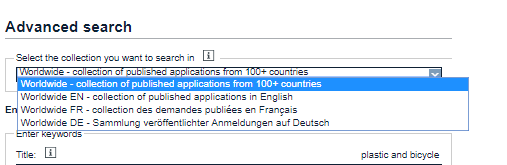 Advanced search
Select the collection you want to search in
Worldwide - collection of published applications from 100+ countries
Worldwide - collection of published applications from 100+ countries
Worldwide EN - collection of published applications in English
En
Worldwide FR - collection des demandes publiées en Français
Worldwide DE - Sammlung veröffentlichter Anmeldungen auf Deutsch
Enter keywords
Title: i plastic and bicycle